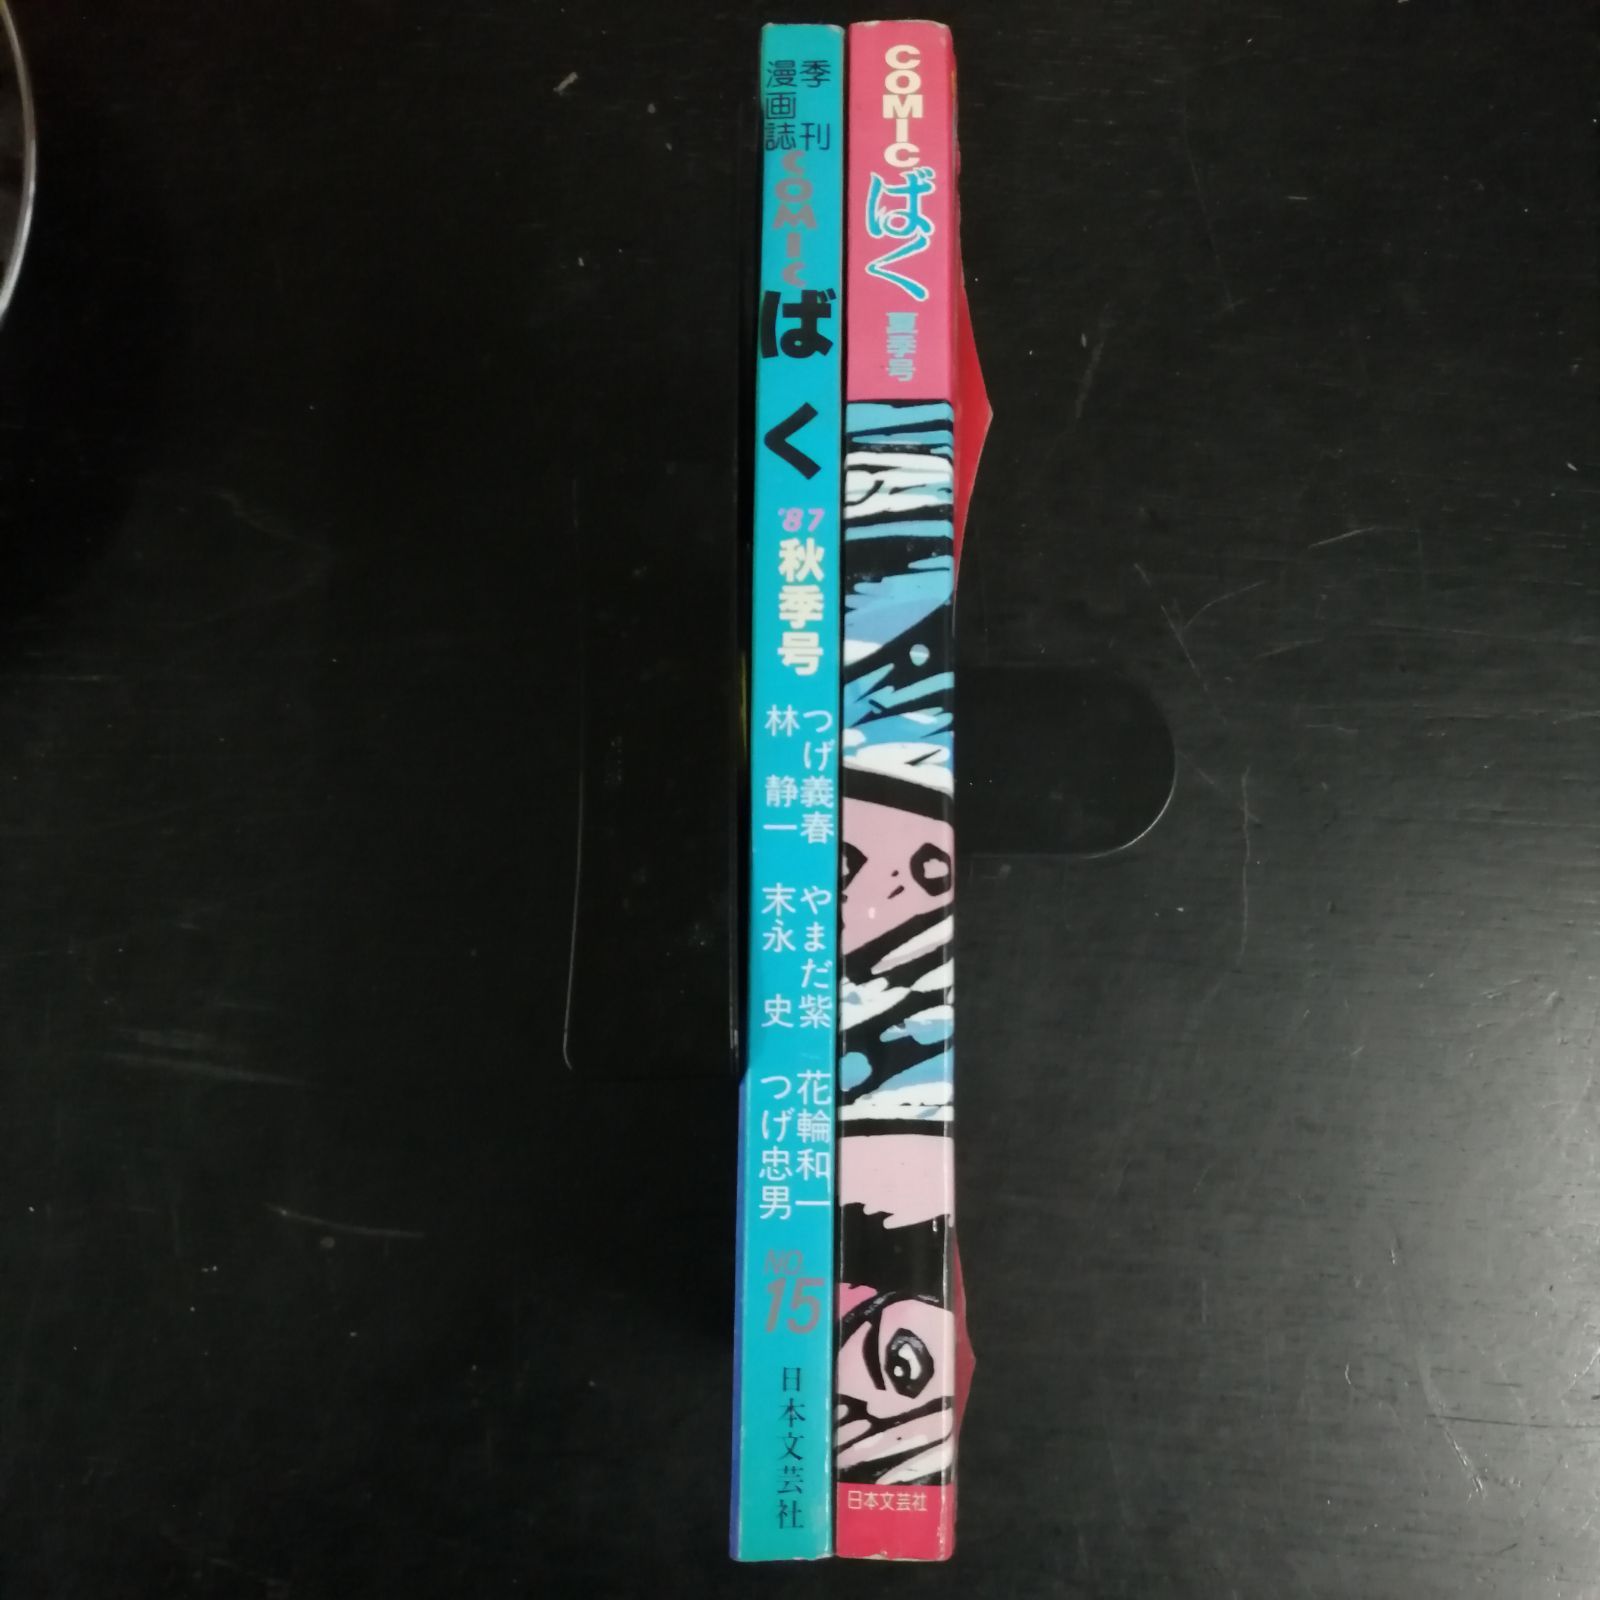 季刊
漫画誌
COMIC
ばく
'87
秋季号
つげ義春 やまだ紫 花輪和一
林静一 末永史 つげ忠男
NO.
15
日本文芸社
COMIC
ばく
夏季号
日本文芸社